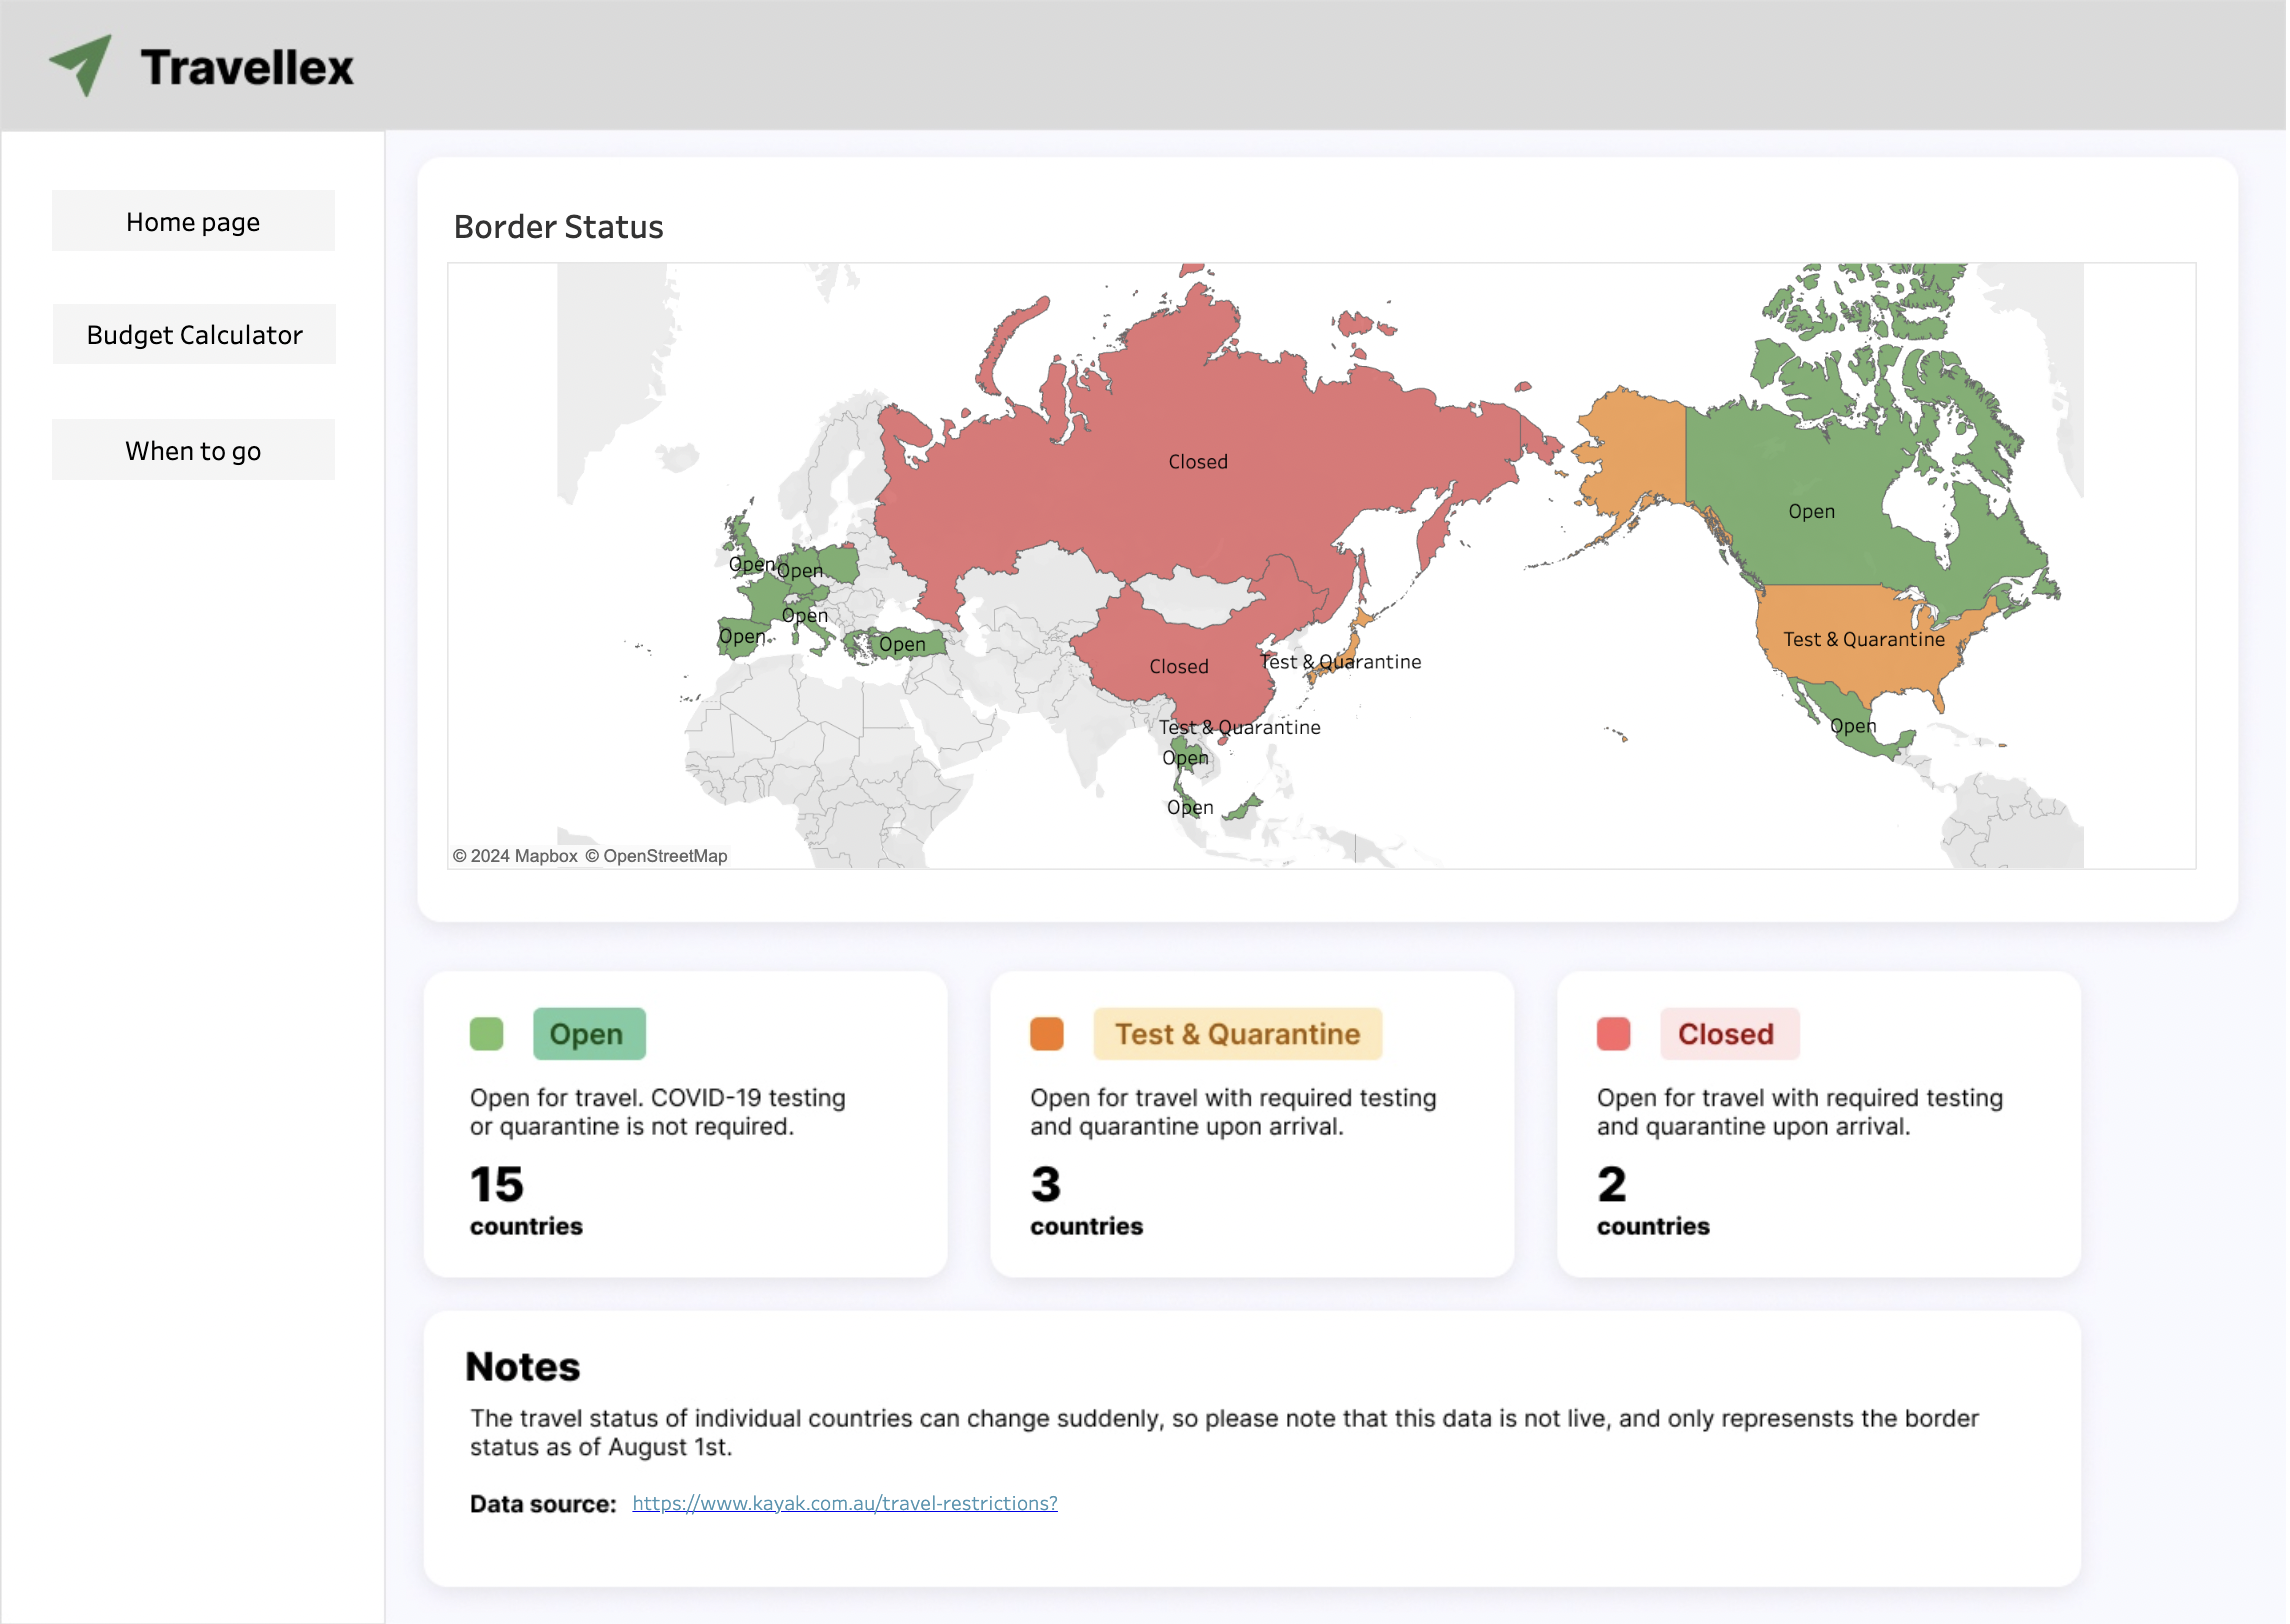 Travellex
Home page
Budget Calculator
When to go
Border Status
Closed
Open
Open
Open
Open
Open
Open
Test & Quarantine
Closed
Test & Quarantine
Test & Quarantine
Open
Open
Open
© 2024 Mapbox © OpenStreetMap
Open
Open for travel. COVID-19 testing
or quarantine is not required.
15
countries
Test & Quarantine
Open for travel with required testing
and quarantine upon arrival.
3
countries
Closed
Open for travel with required testing
and quarantine upon arrival.
2
countries
Notes
The travel status of individual countries can change suddenly, so please note that this data is not live, and only represensts the border
status as of August 1st.
Data source: https://www.kayak.com.au/travel-restrictions?